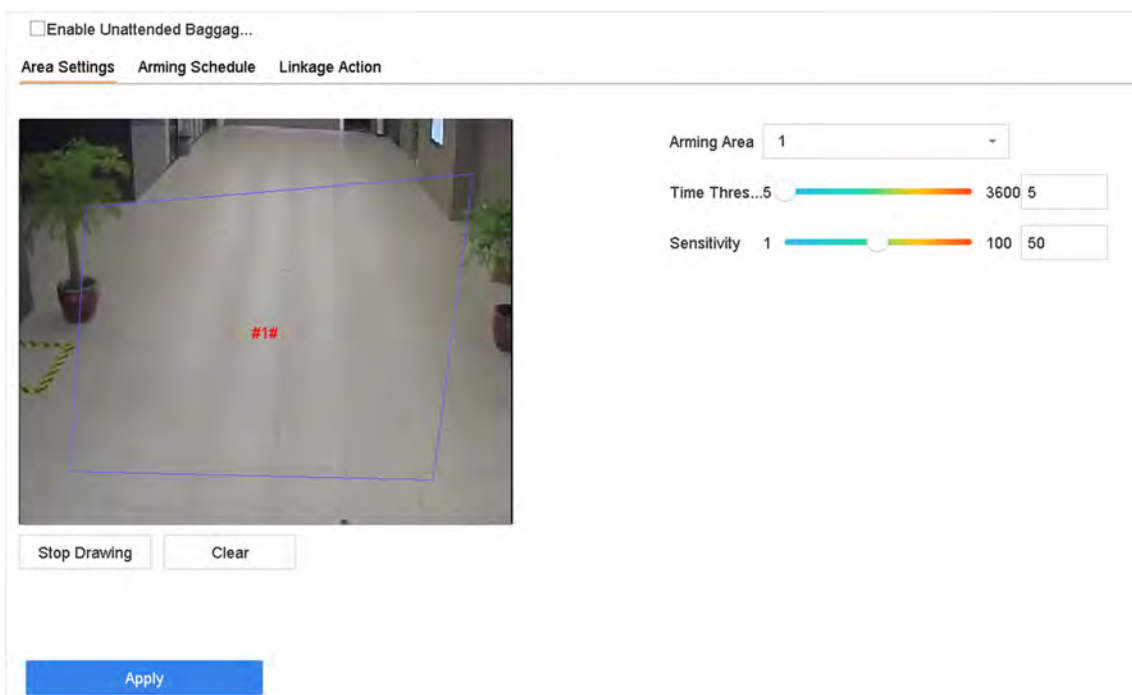 Enable Unattended Baggag...
Area Settings Arming Schedule Linkage Action
Arming Area 1
Time Thres...5 3600 5
Sensitivity 1 100 50
#1#
Stop Drawing Clear
Apply